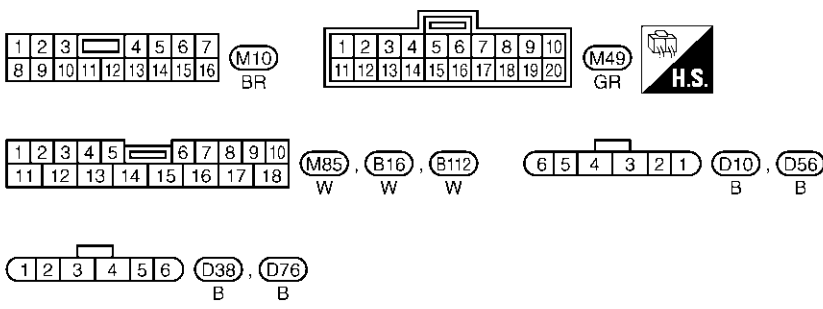 1 2 3 4 5 6 7
8 9 10 11 12 13 14 15 16
M10
BR
1 2 3 4 5 6 7 8 9 10
11 12 13 14 15 16 17 18 19 20
M49
GR
H.S.
1 2 3 4 5 6 7 8 9 10
11 12 13 14 15 16 17 18
M85 , B16 , B112
W W W
6 5 4 3 2 1
D10 , D56
B B
1 2 3 4 5 6
D38 , D76
B B